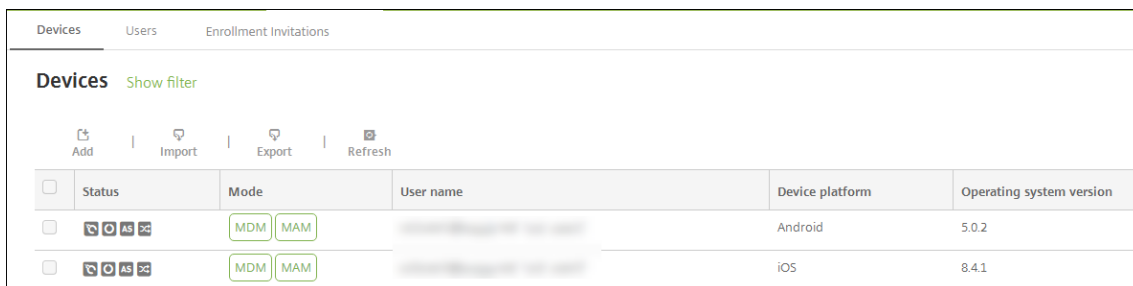 Devices Users Enrollment Invitations
Devices Show filter
Add | Import | Export | Refresh
Status Mode User name Device platform Operating system version
AS MDM MAM Android 5.0.2
AS MDM MAM iOS 8.4.1